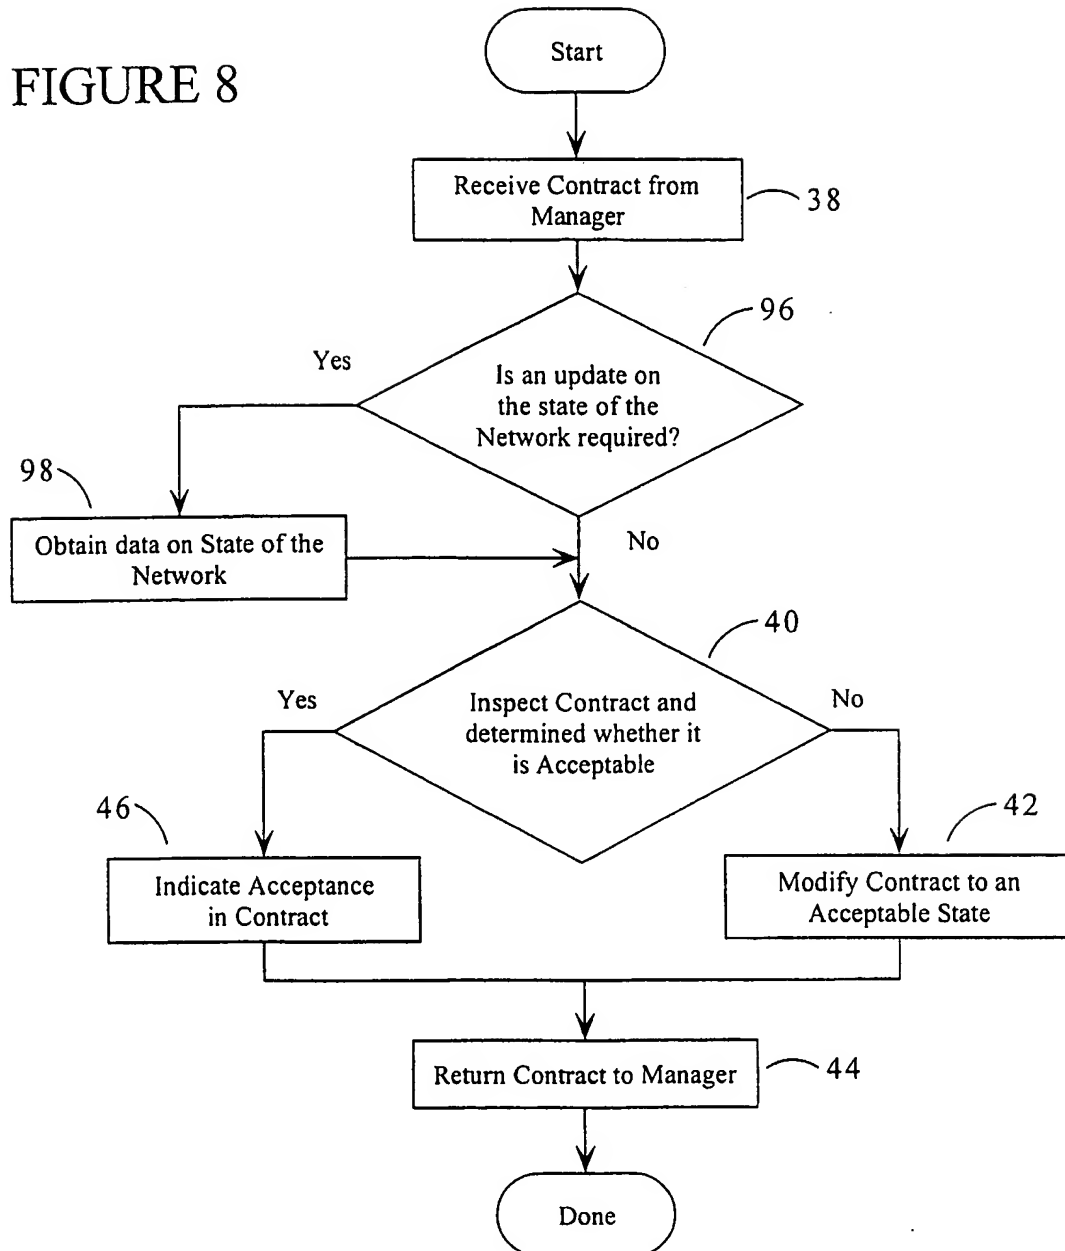 Start
FIGURE 8
Receive Contract from
Manager
38
96
Yes
Is an update on
the state of the
Network required?
98
Obtain data on State of the
Network
No
40
Yes
Inspect Contract and
determined whether it
is Acceptable
No
46
42
Indicate Acceptance
in Contract
Modify Contract to an
Acceptable State
Return Contract to Manager
44
Done